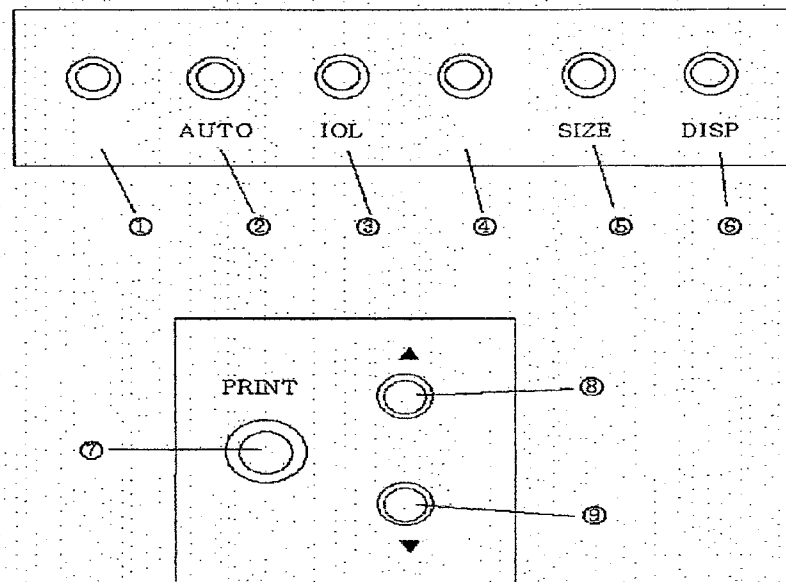 AUTO IOL SIZE DISP
① ② ③ ④ ⑤ ⑥
▲
PRINT ⑧
⑦
⑨
▼